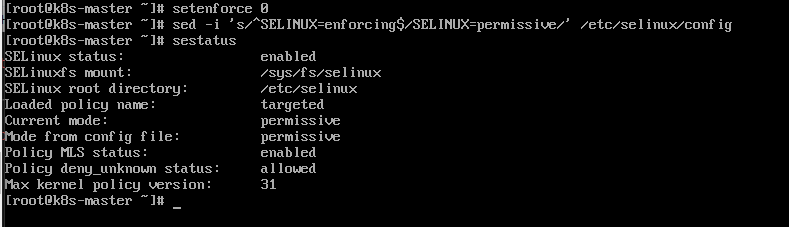 [root@k8s-master ~]# setenforce 0
[root@k8s-master ~]# sed -i 's/^SELINUX=enforcing$/SELINUX=permissive/' /etc/selinux/config
[root@k8s-master ~]# sestatus
SELinux status:                 enabled
SELinuxfs mount:                /sys/fs/selinux
SELinux root directory:         /etc/selinux
Loaded policy name:             targeted
Current mode:                   permissive
Mode from config file:          permissive
Policy MLS status:              enabled
Policy deny_unknown status:     allowed
Max kernel policy version:      31
[root@k8s-master ~]# _